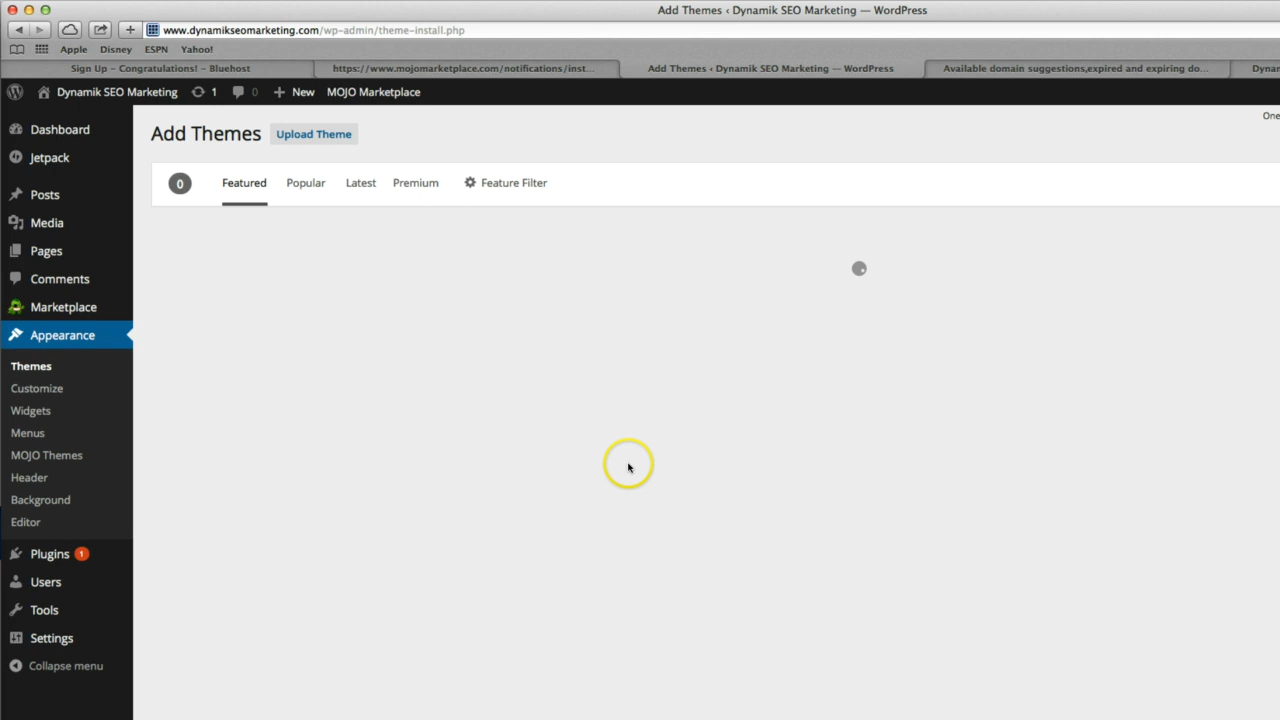 Add Themes ‹ Dynamik SEO Marketing — WordPress
www.dynamikseomarketing.com/wp-admin/theme-install.php
Apple Disney ESPN Yahoo!
Sign Up – Congratulations! – Bluehost https://www.mojomarketplace.com/notifications/inst... Add Themes ‹ Dynamik SEO Marketing — WordPress Available domain suggestions,expired and expiring do... Dynam
Dynamik SEO Marketing 1 0 New MOJO Marketplace
One
Dashboard
Add Themes Upload Theme
Jetpack
0 Featured Popular Latest Premium Feature Filter
Posts
Media
Pages
Comments
Marketplace
Appearance
Themes
Customize
Widgets
Menus
MOJO Themes
Header
Background
Editor
Plugins 1
Users
Tools
Settings
Collapse menu